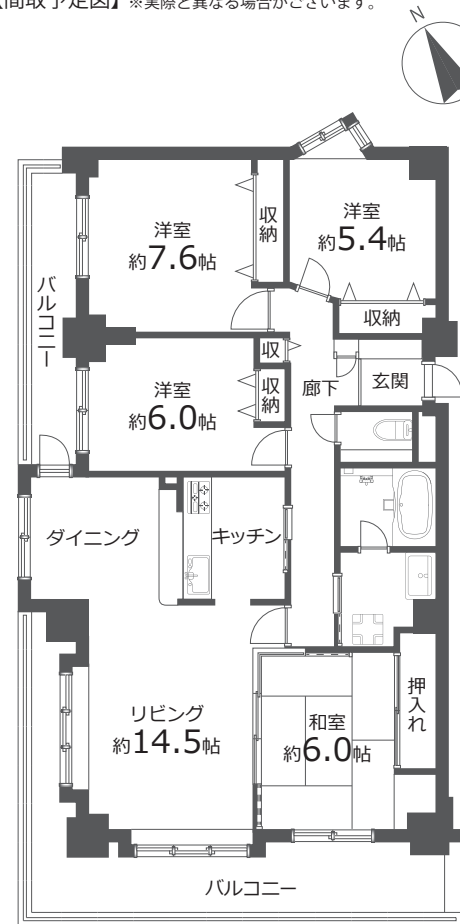 間取予定図】※実際と異なる場合がございます。
N
洋室
約7.6帖
収納
洋室
約5.4帖
収納
バルコニー
収
洋室
約6.0帖
収納
廊下
玄関
ダイニング
キッチン
リビング
約14.5帖
和室
約6.0帖
押入れ
バルコニー